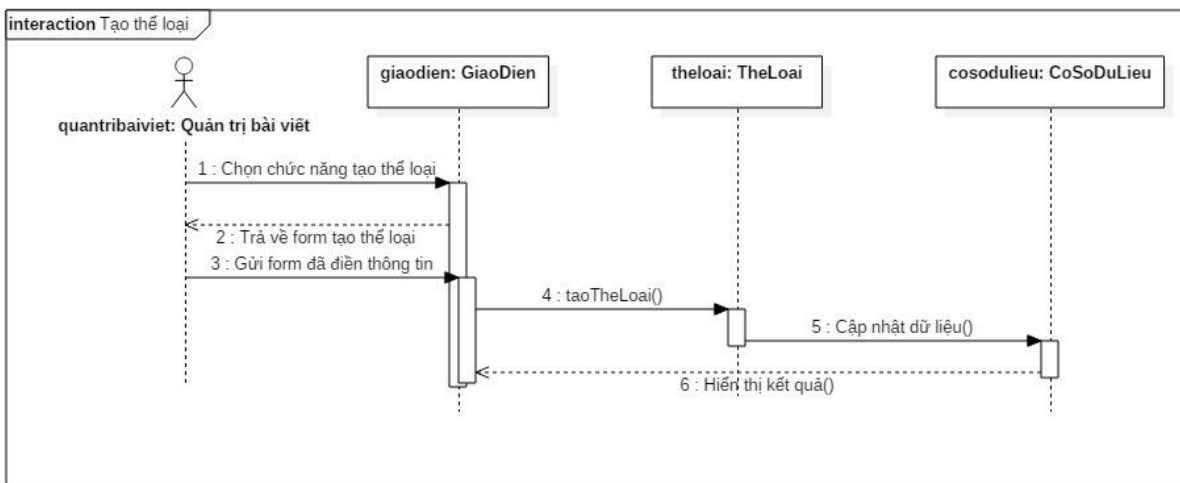 interaction Tạo thể loại
giaodien: GiaoDien
theloai: TheLoai
cosodulieu: CoSoDuLieu
quantribaiviet: Quản trị bài viết
1 : Chọn chức năng tạo thể loại
2 : Trả về form tạo thể loại
3 : Gửi form đã điền thông tin
4 : taoTheLoai()
5 : Cập nhật dữ liệu()
6 : Hiển thị kết quả()